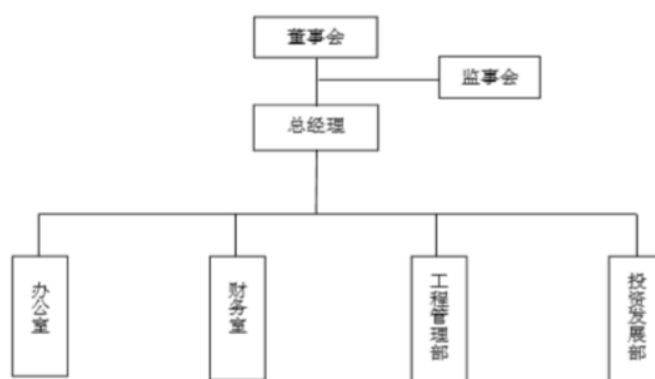 董事会
监事会
总经理
办公室
财务室
工程管理部
投资发展部